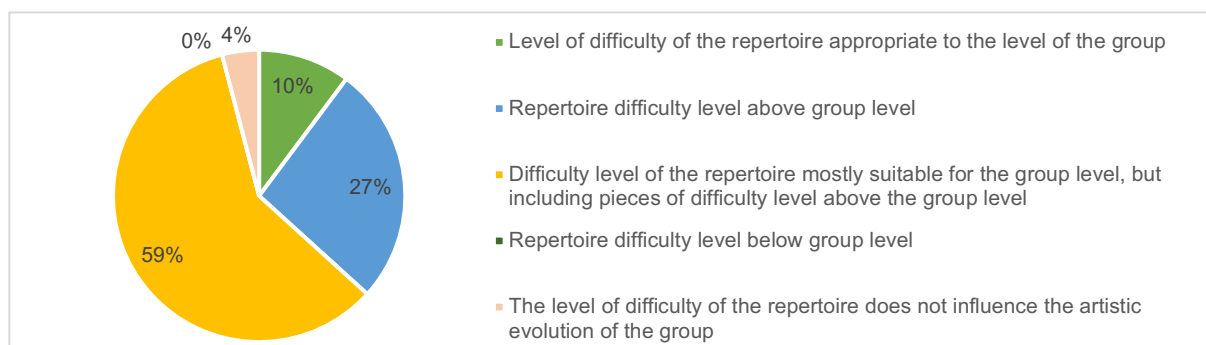 0%
4%
10%
27%
59%
Level of difficulty of the repertoire appropriate to the level of the group
Repertoire difficulty level above group level
Difficulty level of the repertoire mostly suitable for the group level, but
including pieces of difficulty level above the group level
Repertoire difficulty level below group level
The level of difficulty of the repertoire does not influence the artistic
evolution of the group